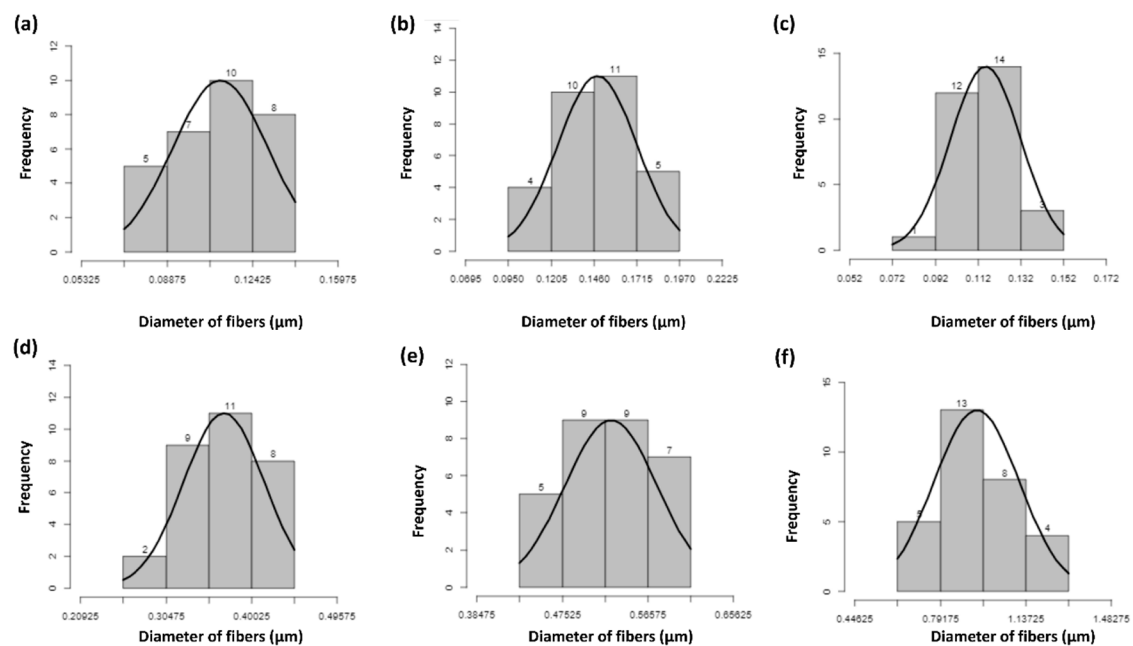 (a)
Frequency
12
10
8
6
4
2
0
5
7
10
8
0.05325 0.08875 0.12425 0.15975
Diameter of fibers (µm)
(b)
Frequency
14
12
10
8
6
4
2
0
4
10
11
5
0.0695 0.0950 0.1205 0.1460 0.1715 0.1970 0.2225
Diameter of fibers (µm)
(c)
Frequency
15
10
5
0
1
12
14
3
0.052 0.072 0.092 0.112 0.132 0.152 0.172
Diameter of fibers (µm)
(d)
Frequency
14
12
10
8
6
4
2
0
2
9
11
8
0.20925 0.30475 0.40025 0.49575
Diameter of fibers (µm)
(e)
Frequency
12
10
8
6
4
2
0
5
9
9
7
0.38475 0.47525 0.56575 0.65625
Diameter of fibers (µm)
(f)
Frequency
15
10
5
0
5
13
8
4
0.44625 0.79175 1.13725 1.48275
Diameter of fibers (µm)